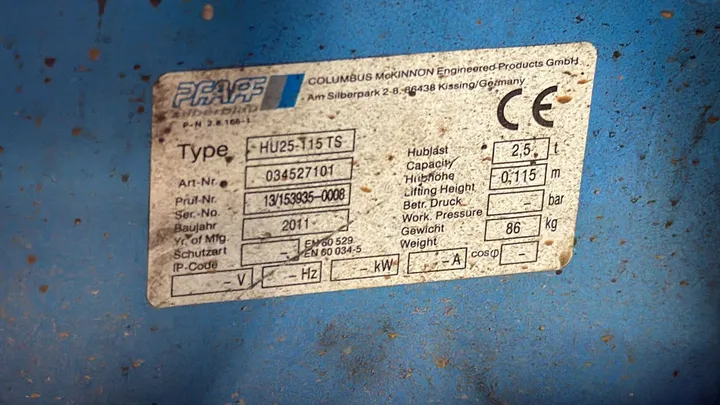 PFAFF
silberblau
COLUMBUS McKINNON Engineered Products GmbH
Am Silberpark 2-8, 86438 Kissing/Germany
CE
Type HU25-115 TS
Art-Nr. 034527101
Prüf-Nr. 13/153935-0008
Ser.-No.
Baujahr 2011
Yr. of Mfg.
Schutzart - EN 60 529
IP-Code EN 60 034-5
Hublast 2,5 t
Capacity
Hubhöhe 0,115 m
Lifting Height
Betr. Druck - bar
Work. Pressure
Gewicht 86 kg
Weight
- V - Hz - kW - A cosφ -